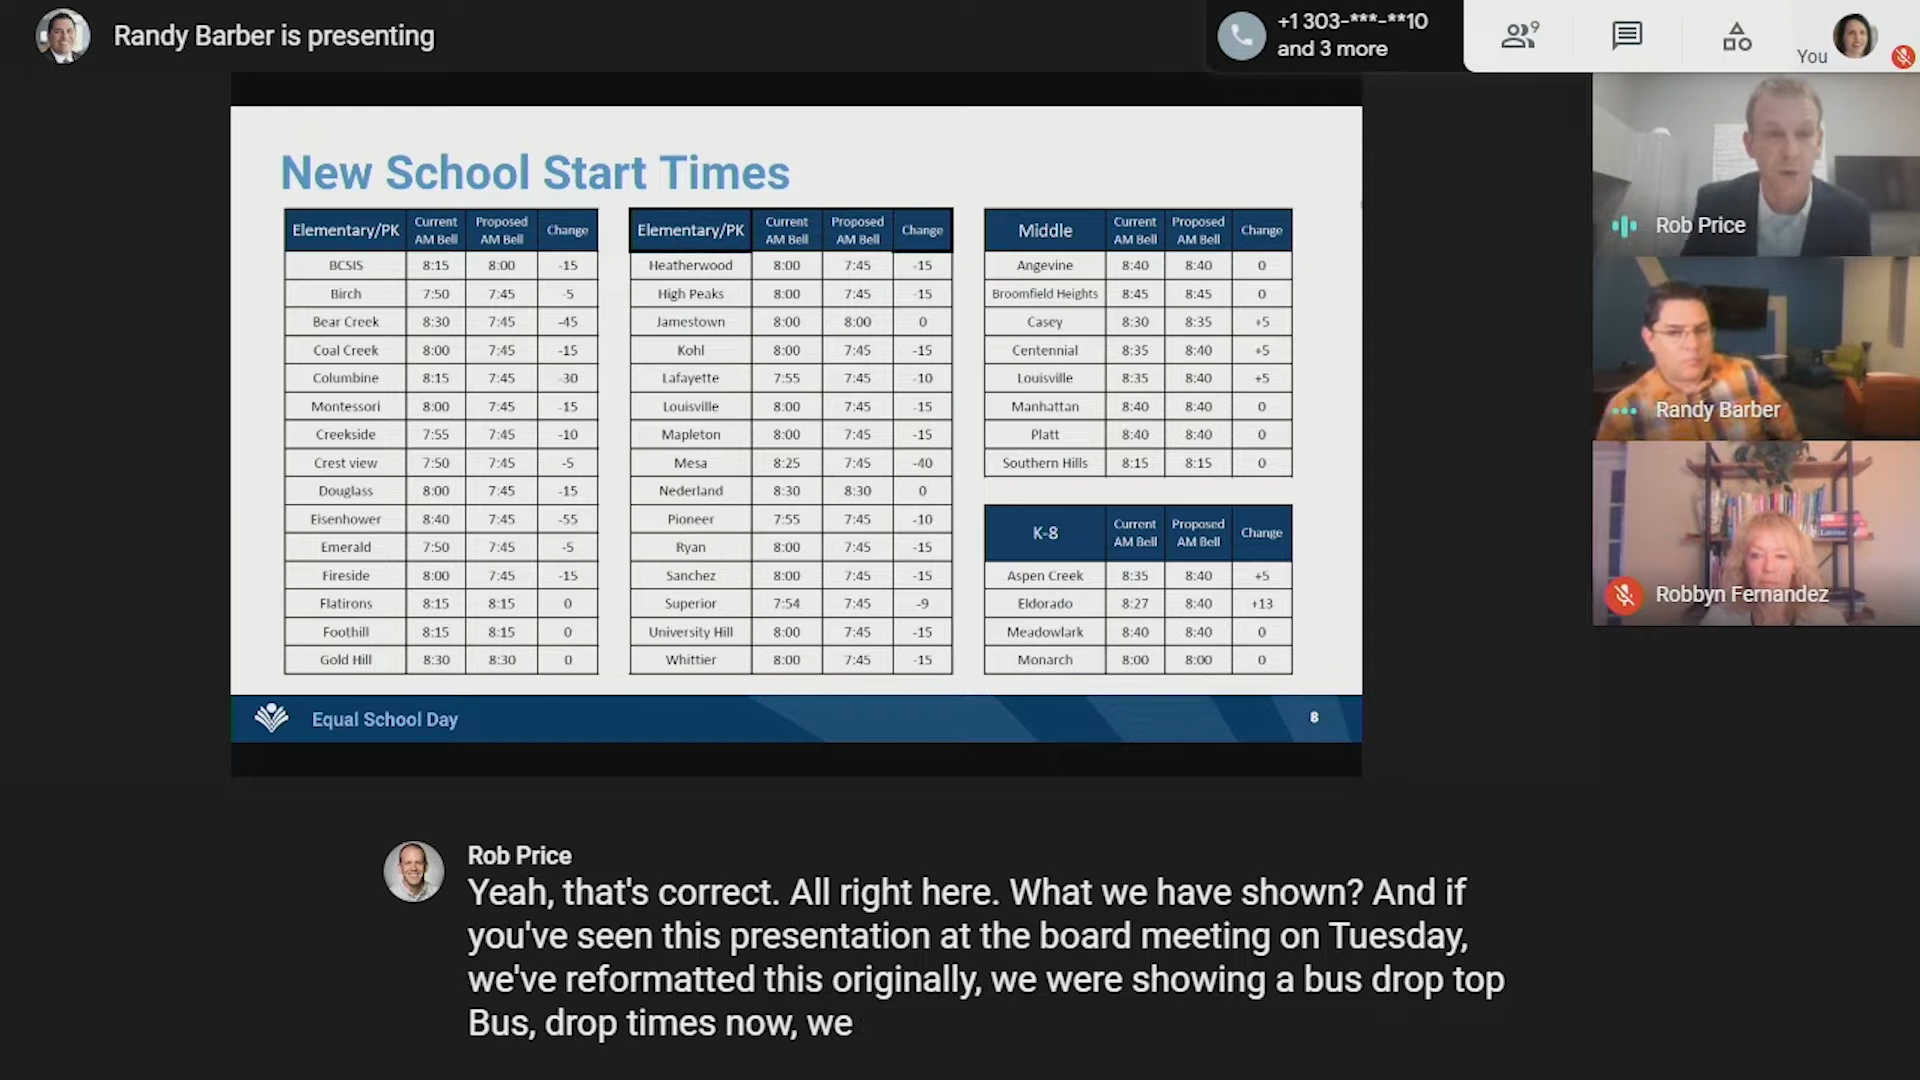 Randy Barber is presenting
+1 303-***-**10
and 3 more
9
You
New School Start Times
Elementary/PK Current AM Bell Proposed AM Bell Change
BCSIS 8:15 8:00 -15
Birch 7:50 7:45 -5
Bear Creek 8:30 7:45 -45
Coal Creek 8:00 7:45 -15
Columbine 8:15 7:45 -30
Montessori 8:00 7:45 -15
Creekside 7:55 7:45 -10
Crest view 7:50 7:45 -5
Douglass 8:00 7:45 -15
Eisenhower 8:40 7:45 -55
Emerald 7:50 7:45 -5
Fireside 8:00 7:45 -15
Flatirons 8:15 8:15 0
Foothill 8:15 8:15 0
Gold Hill 8:30 8:30 0
Elementary/PK Current AM Bell Proposed AM Bell Change
Heatherwood 8:00 7:45 -15
High Peaks 8:00 7:45 -15
Jamestown 8:00 8:00 0
Kohl 8:00 7:45 -15
Lafayette 7:55 7:45 -10
Louisville 8:00 7:45 -15
Mapleton 8:00 7:45 -15
Mesa 8:25 7:45 -40
Nederland 8:30 8:30 0
Pioneer 7:55 7:45 -10
Ryan 8:00 7:45 -15
Sanchez 8:00 7:45 -15
Superior 7:54 7:45 -9
University Hill 8:00 7:45 -15
Whittier 8:00 7:45 -15
Middle Current AM Bell Proposed AM Bell Change
Angevine 8:40 8:40 0
Broomfield Heights 8:45 8:45 0
Casey 8:30 8:35 +5
Centennial 8:35 8:40 +5
Louisville 8:35 8:40 +5
Manhattan 8:40 8:40 0
Platt 8:40 8:40 0
Southern Hills 8:15 8:15 0
K-8 Current AM Bell Proposed AM Bell Change
Aspen Creek 8:35 8:40 +5
Eldorado 8:27 8:40 +13
Meadowlark 8:40 8:40 0
Monarch 8:00 8:00 0
Equal School Day
8
Rob Price
Randy Barber
Robbyn Fernandez
Rob Price
Yeah, that's correct. All right here. What we have shown? And if
you've seen this presentation at the board meeting on Tuesday,
we've reformatted this originally, we were showing a bus drop top
Bus, drop times now, we